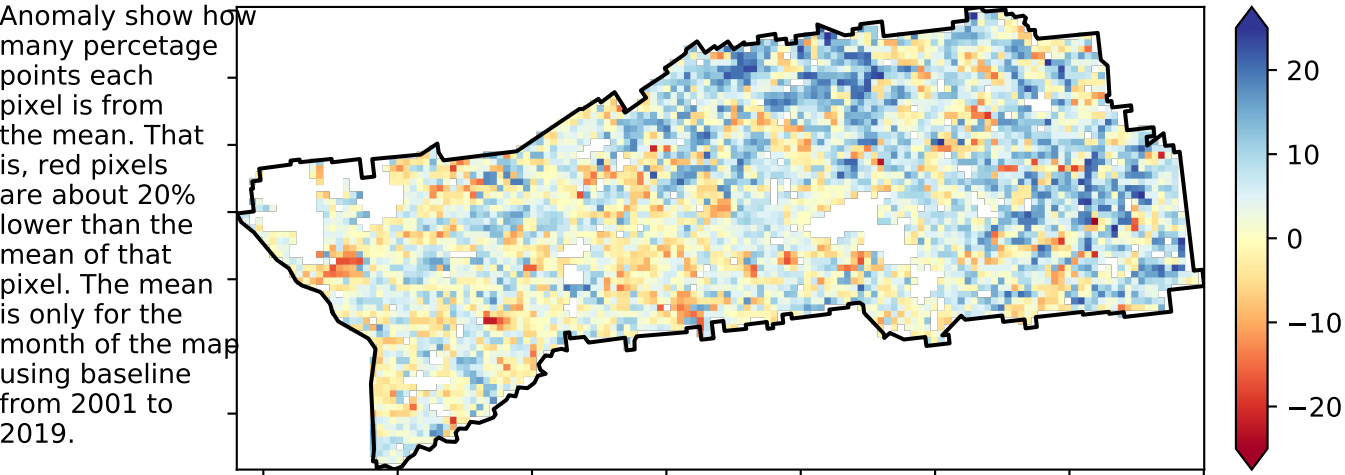 Anomaly show how
many percetage
points each
pixel is from
the mean. That
is, red pixels
are about 20%
lower than the
mean of that
pixel. The mean
is only for the
month of the map
using baseline
from 2001 to
2019.
20
10
0
−10
−20